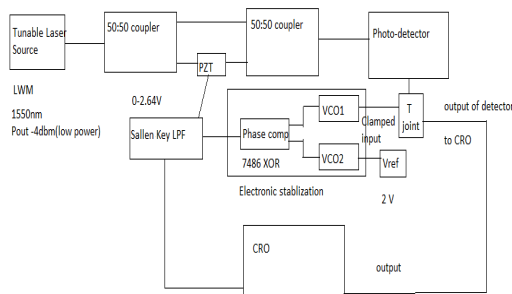 Tunable Laser
Source
50:50 coupler
50:50 coupler
Photo-detector
PZT
LWM
1550nm
Pout -4dbm(low power)
0-2.64V
Sallen Key LPF
Phase comp
7486 XOR
VCO1
VCO2
Clamped
input
T
joint
Vref
2 V
output of detector
to CRO
Electronic stablization
CRO
output